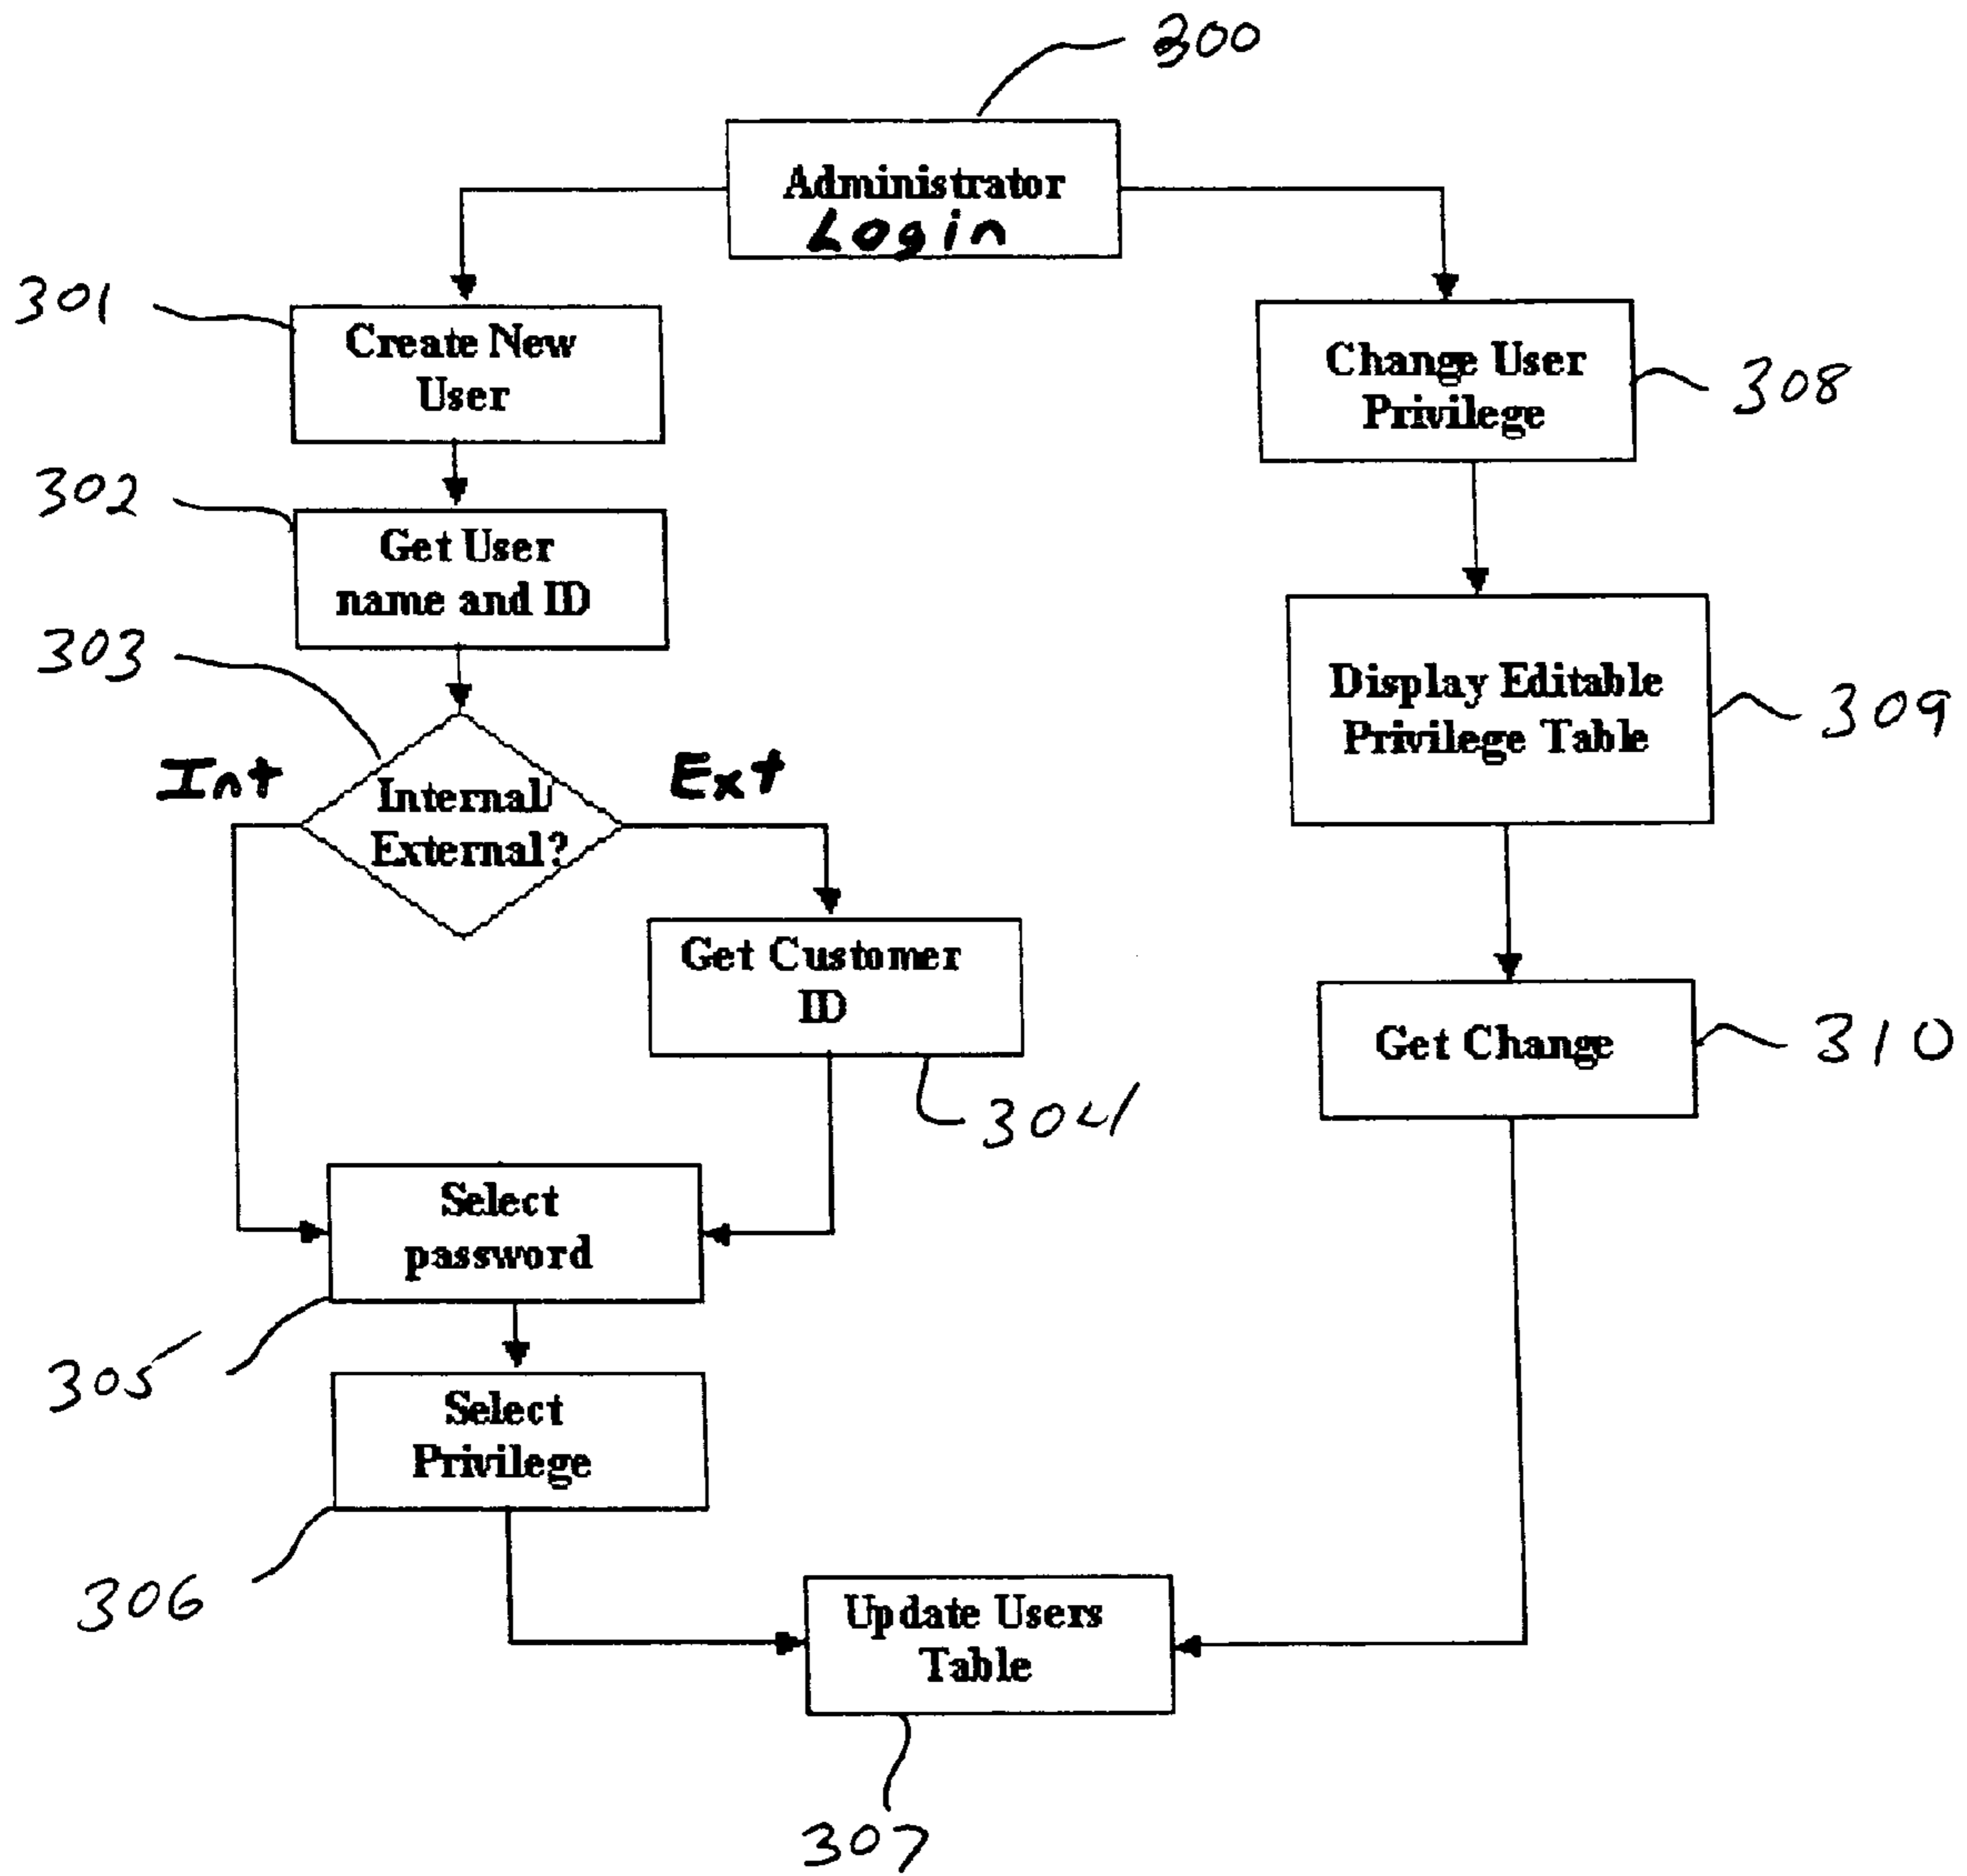 300
Administrator
Login
301
Create New
User
308
Change User
Privilege
302
Get User
name and ID
303
Int
Ext
Internal/
External?
309
Display Editable
Privilege Table
Get Customer
ID
304
310
Get Change
Select
password
305
Select
Privilege
306
Update Users
Table
307